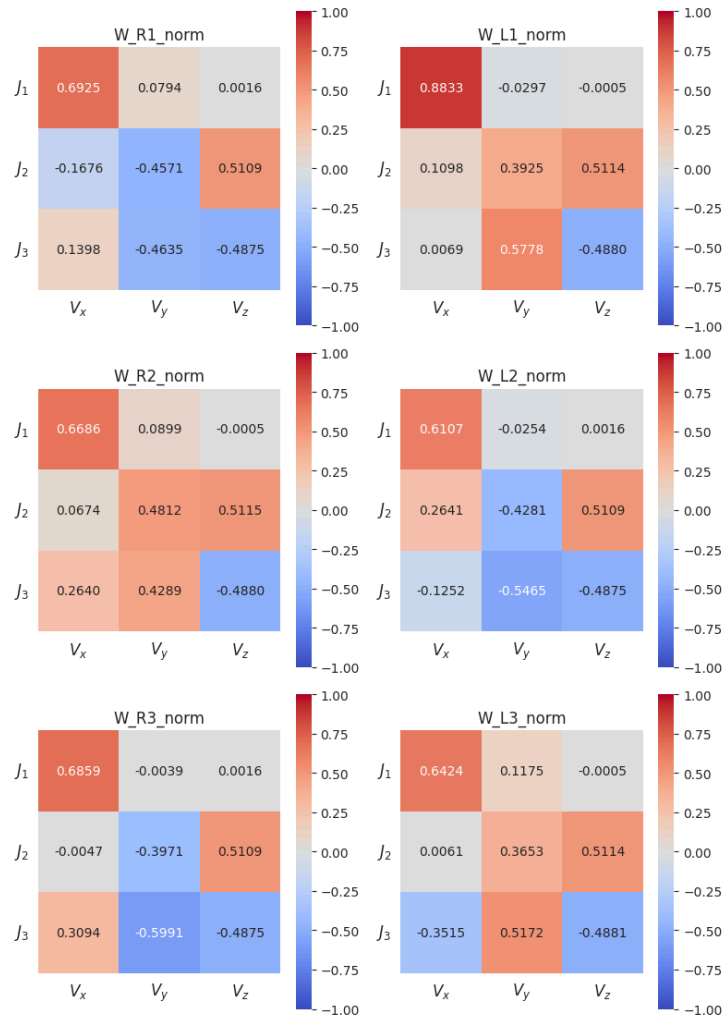 W_R1_norm
J1 0.6925 0.0794 0.0016
J2 -0.1676 -0.4571 0.5109
J3 0.1398 -0.4635 -0.4875
Vx Vy Vz
1.00
0.75
0.50
0.25
0.00
−0.25
−0.50
−0.75
−1.00
W_L1_norm
J1 0.8833 -0.0297 -0.0005
J2 0.1098 0.3925 0.5114
J3 0.0069 0.5778 -0.4880
Vx Vy Vz
1.00
0.75
0.50
0.25
0.00
−0.25
−0.50
−0.75
−1.00
W_R2_norm
J1 0.6686 0.0899 -0.0005
J2 0.0674 0.4812 0.5115
J3 0.2640 0.4289 -0.4880
Vx Vy Vz
1.00
0.75
0.50
0.25
0.00
−0.25
−0.50
−0.75
−1.00
W_L2_norm
J1 0.6107 -0.0254 0.0016
J2 0.2641 -0.4281 0.5109
J3 -0.1252 -0.5465 -0.4875
Vx Vy Vz
1.00
0.75
0.50
0.25
0.00
−0.25
−0.50
−0.75
−1.00
W_R3_norm
J1 0.6859 -0.0039 0.0016
J2 -0.0047 -0.3971 0.5109
J3 0.3094 -0.5991 -0.4875
Vx Vy Vz
1.00
0.75
0.50
0.25
0.00
−0.25
−0.50
−0.75
−1.00
W_L3_norm
J1 0.6424 0.1175 -0.0005
J2 0.0061 0.3653 0.5114
J3 -0.3515 0.5172 -0.4881
Vx Vy Vz
1.00
0.75
0.50
0.25
0.00
−0.25
−0.50
−0.75
−1.00